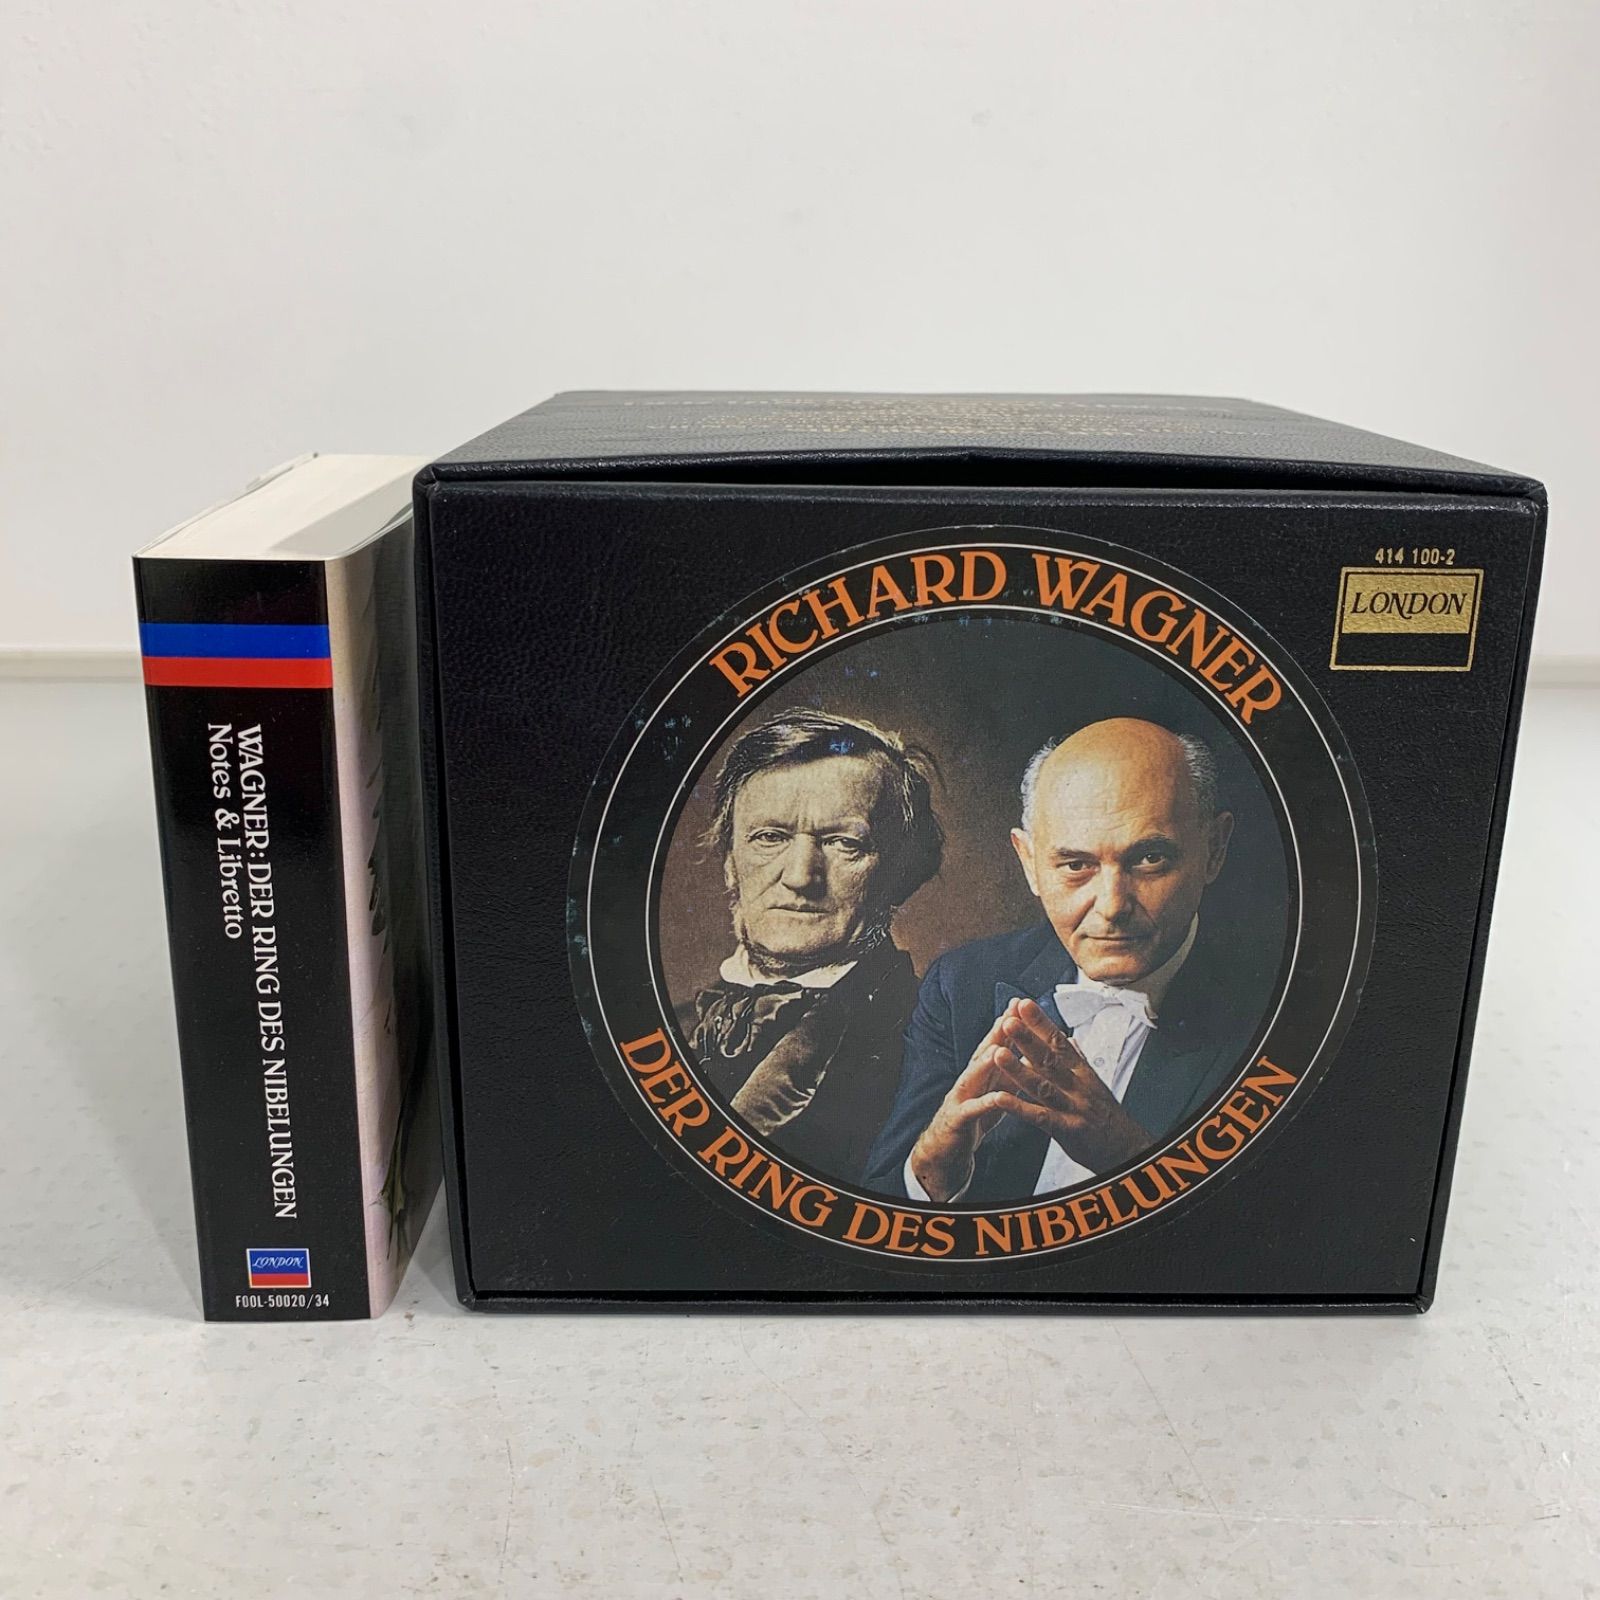 WAGNER: DER RING DES NIBELUNGEN
Notes & Libretto
LONDON
F00L-50020/34
414 100-2
LONDON
RICHARD WAGNER
DER RING DES NIBELUNGEN